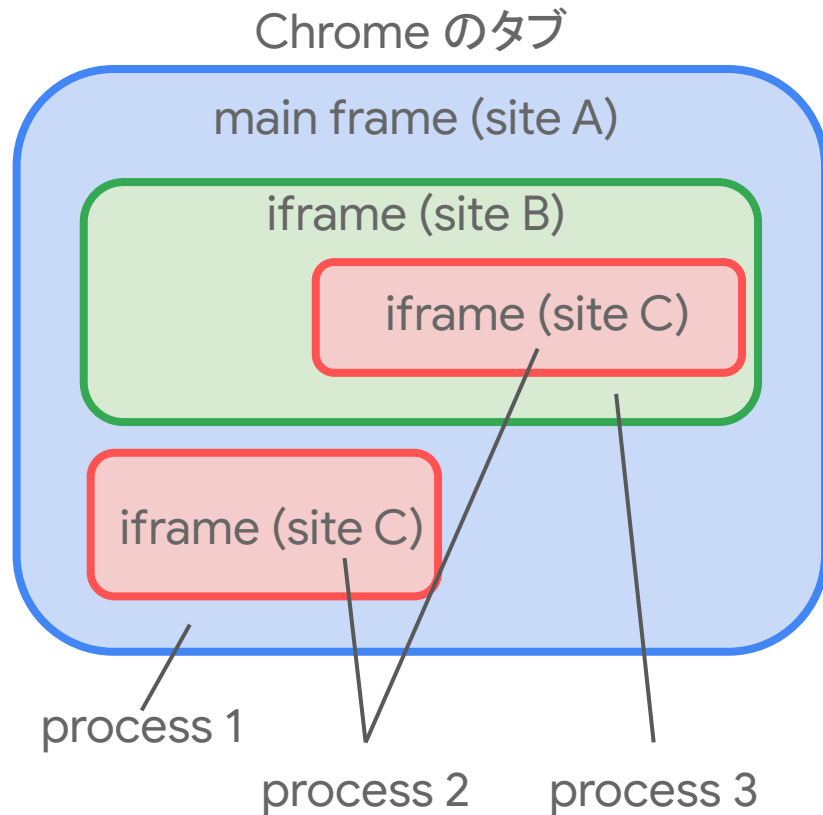 Chrome のタブ
main frame (site A)
iframe (site B)
iframe (site C)
iframe (site C)
process 1
process 2
process 3